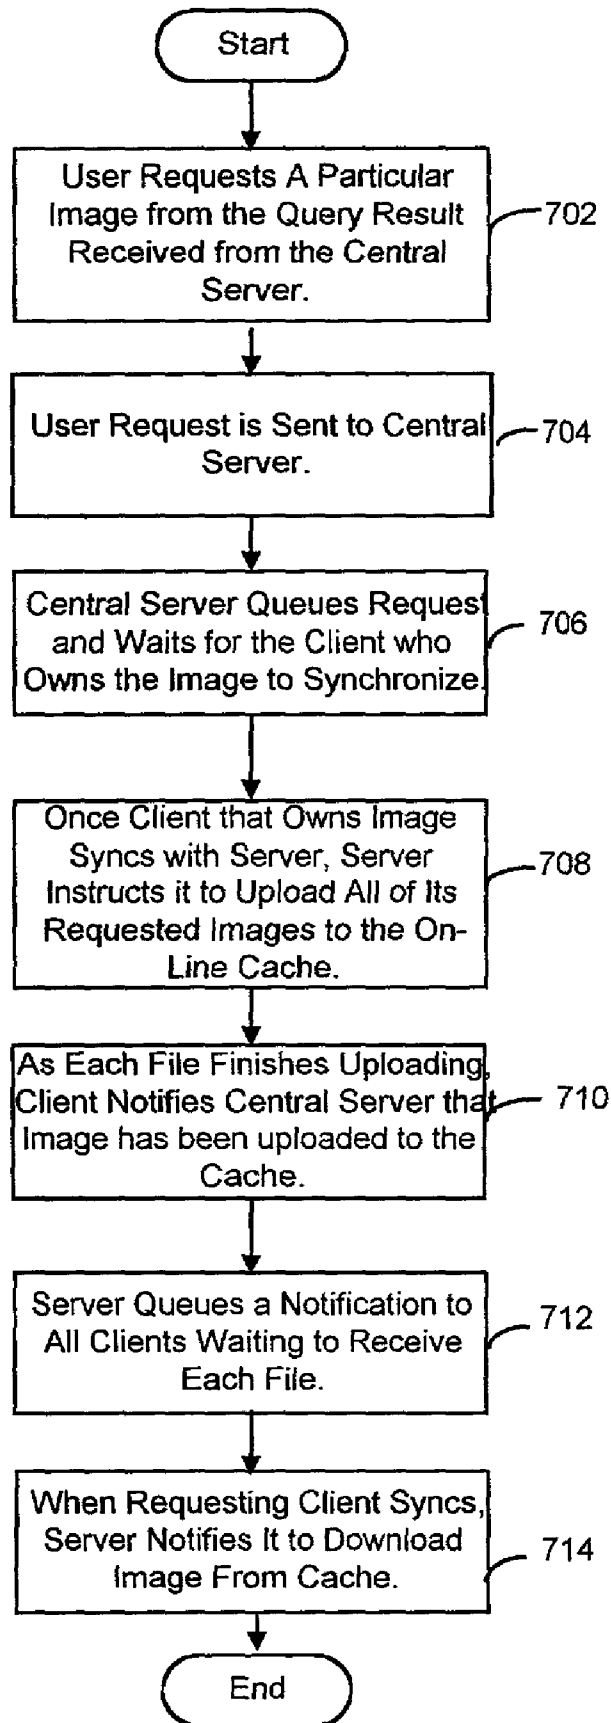 Start
User Requests A Particular
Image from the Query Result
Received from the Central
Server.
702
User Request is Sent to Central
Server.
704
Central Server Queues Request
and Waits for the Client who
Owns the Image to Synchronize.
706
Once Client that Owns Image
Syncs with Server, Server
Instructs it to Upload All of Its
Requested Images to the On-
Line Cache.
708
As Each File Finishes Uploading,
Client Notifies Central Server that
Image has been uploaded to the
Cache.
710
Server Queues a Notification to
All Clients Waiting to Receive
Each File.
712
When Requesting Client Syncs,
Server Notifies It to Download
Image From Cache.
714
End